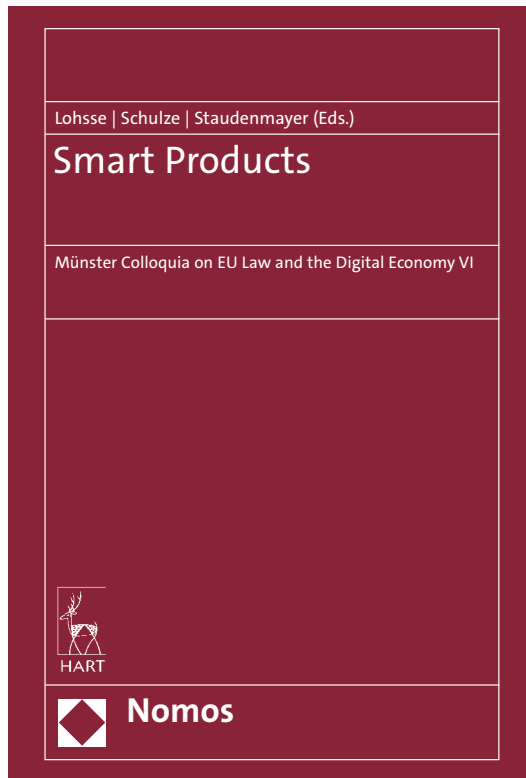 Lohsse | Schulze | Staudenmayer (Eds.)
Smart Products
Münster Colloquia on EU Law and the Digital Economy VI
HART
Nomos